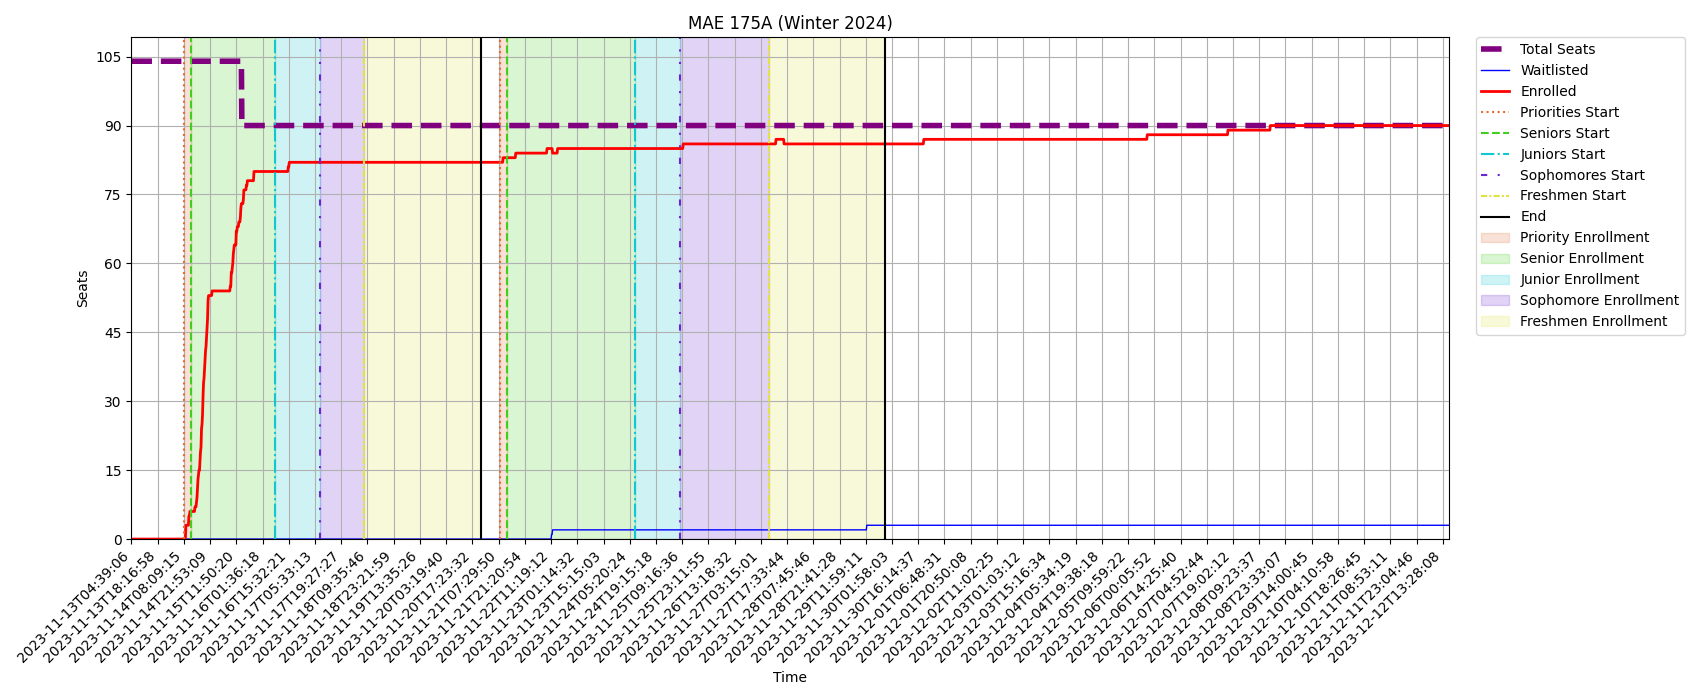 MAE 175A (Winter 2024)
105
90
75
60
45
30
15
0
Seats
2023-11-13T04:39:06
2023-11-13T18:16:58
2023-11-14T08:09:15
2023-11-14T21:53:09
2023-11-15T11:50:20
2023-11-16T01:36:18
2023-11-16T15:32:21
2023-11-17T05:33:13
2023-11-17T19:27:27
2023-11-18T09:35:46
2023-11-18T23:21:59
2023-11-19T13:35:26
2023-11-20T03:19:40
2023-11-20T17:23:32
2023-11-21T07:29:50
2023-11-21T21:20:54
2023-11-22T11:19:12
2023-11-23T01:14:32
2023-11-23T15:15:03
2023-11-24T05:20:24
2023-11-24T19:15:18
2023-11-25T09:16:36
2023-11-25T23:11:55
2023-11-26T13:18:32
2023-11-27T03:15:01
2023-11-27T17:33:44
2023-11-28T07:45:46
2023-11-28T21:41:28
2023-11-29T11:59:11
2023-11-30T01:58:03
2023-11-30T16:14:37
2023-12-01T06:48:31
2023-12-01T20:50:08
2023-12-02T11:02:25
2023-12-03T01:03:12
2023-12-03T15:16:34
2023-12-04T05:34:19
2023-12-04T19:38:18
2023-12-05T09:59:22
2023-12-06T00:05:52
2023-12-06T14:25:40
2023-12-07T04:52:44
2023-12-07T19:02:12
2023-12-08T09:23:37
2023-12-08T23:33:07
2023-12-09T14:00:45
2023-12-10T04:10:58
2023-12-10T18:26:45
2023-12-11T08:53:11
2023-12-11T23:04:46
2023-12-12T13:28:08
Time
Total Seats
Waitlisted
Enrolled
Priorities Start
Seniors Start
Juniors Start
Sophomores Start
Freshmen Start
End
Priority Enrollment
Senior Enrollment
Junior Enrollment
Sophomore Enrollment
Freshmen Enrollment